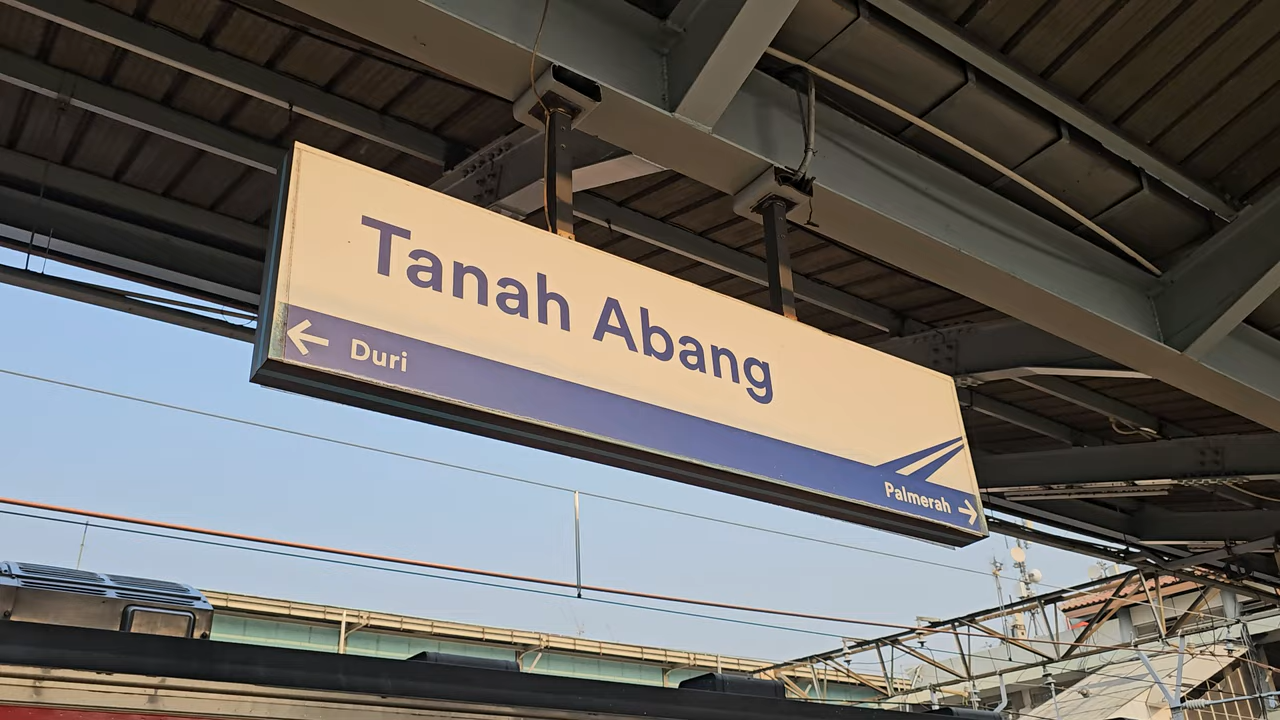 Tanah Abang
← Duri
Palmerah →